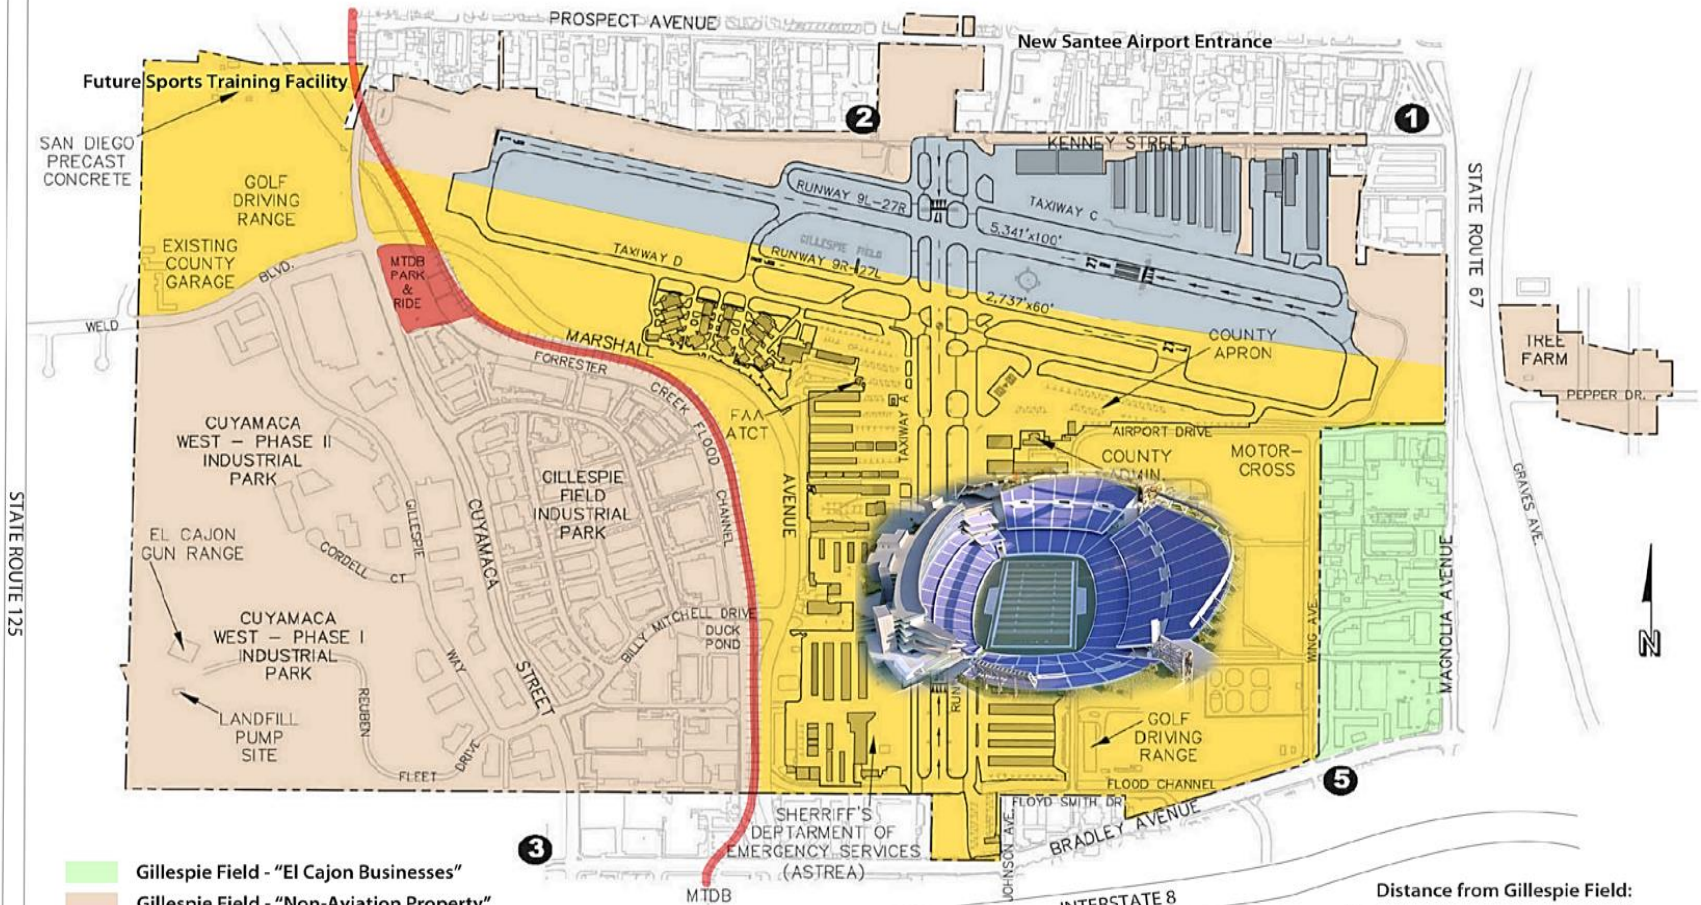 PROSPECT AVENUE
New Santee Airport Entrance
Future Sports Training Facility
2
1
SAN DIEGO
PRECAST
CONCRETE
KENNEY STREET
GOLF
DRIVING
RANGE
RUNWAY 9L-27R
TAXIWAY C
5,341'x100'
STATE ROUTE 67
EXISTING
COUNTY
GARAGE
BLVD.
WELD
MTDB
PARK
&
RIDE
TAXIWAY D
GILLESPIE FIELD
RUNWAY 9R-27L
27
2,737'x60'
27
MARSHALL
FORRESTER
CREEK
FLOOD
CHANNEL
COUNTY
APRON
TREE
FARM
PEPPER DR.
FAA
ATCT
TAXIWAY A
AIRPORT DRIVE
COUNTY
ADMIN
MOTOR-
CROSS
CUYAMACA
WEST – PHASE II
INDUSTRIAL
PARK
GILLESPIE
FIELD
INDUSTRIAL
PARK
AVENUE
STATE ROUTE 125
EL CAJON
GUN RANGE
GILLESPIE
WAY
CUYAMACA
STREET
CORDELL CT
GRAVES AVE.
MAGNOLIA AVENUE
WING AVE.
N
CUYAMACA
WEST – PHASE I
INDUSTRIAL
PARK
BILLY MITCHELL DRIVE
DUCK
POND
REUBEN
FLEET
DRIVE
LANDFILL
PUMP
SITE
RUN
GOLF
DRIVING
RANGE
FLOOD CHANNEL
5
FLOYD SMITH DR
BRADLEY AVENUE
JOHNSON AVE.
SHERRIFF'S
DEPTARMENT OF
EMERGENCY SERVICES
(ASTREA)
3
MTDB
INTERSTATE 8
Gillespie Field - "El Cajon Businesses"
Gillespie Field - "Non-Aviation Property"
Distance from Gillespie Field: